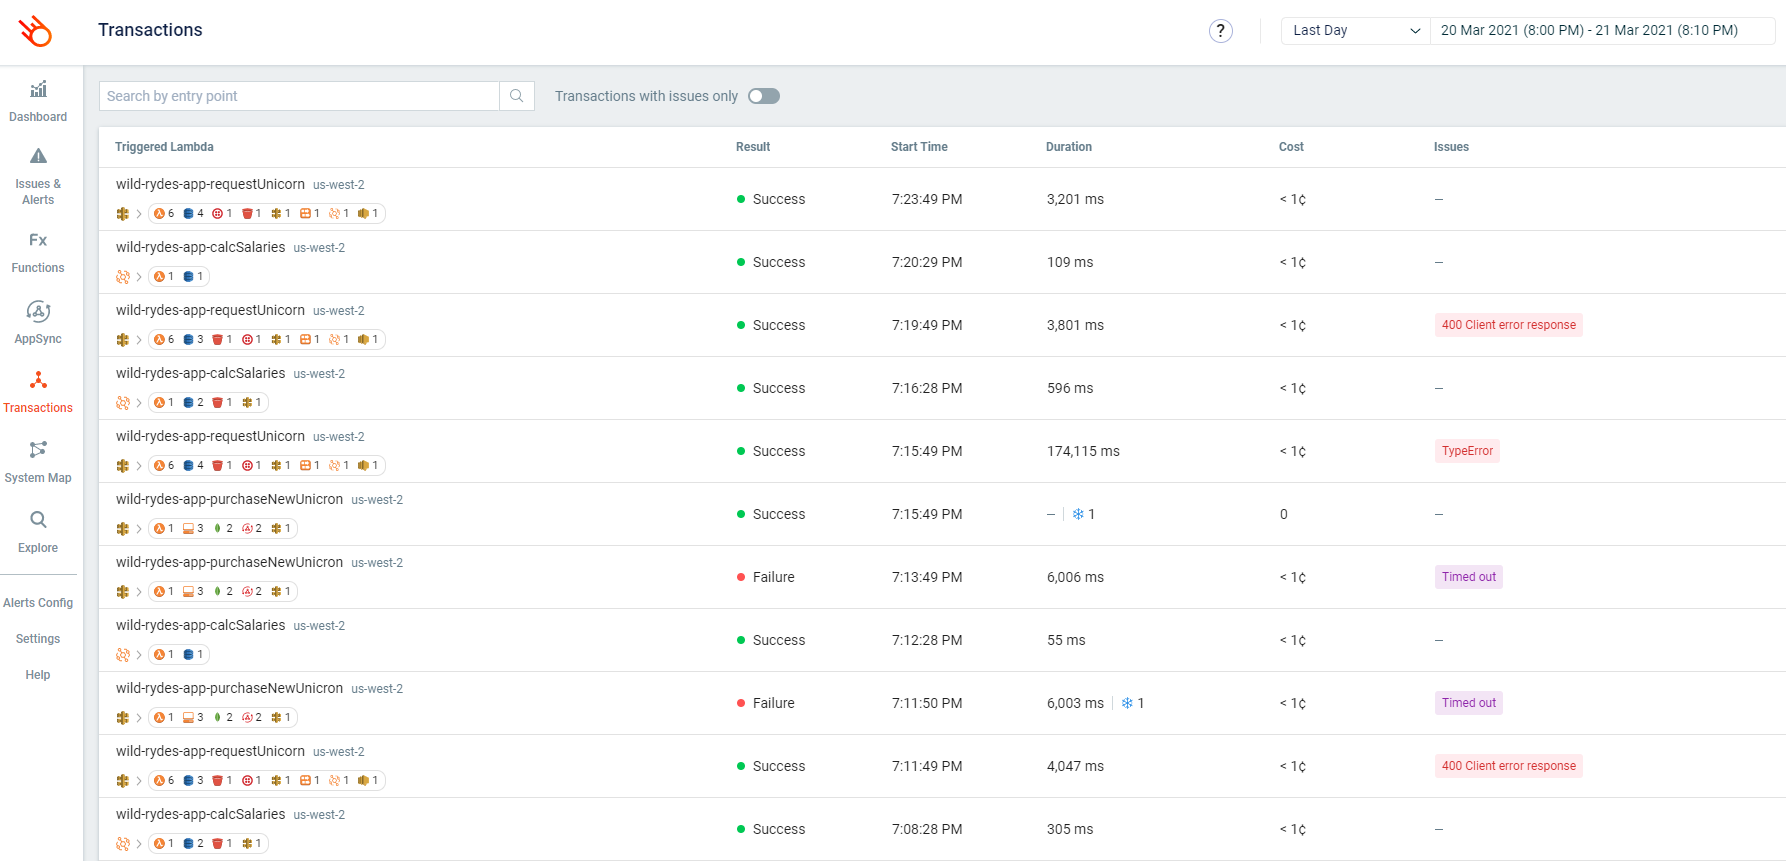 Transactions
?
Last Day
20 Mar 2021 (8:00 PM) - 21 Mar 2021 (8:10 PM)
Dashboard
Issues & Alerts
Fx
Functions
AppSync
Transactions
System Map
Explore
Alerts Config
Settings
Help
Search by entry point
Transactions with issues only
Triggered Lambda Result Start Time Duration Cost Issues
wild-rydes-app-requestUnicorn us-west-2
6 4 1 1 1 1 1 1
Success 7:23:49 PM 3,201 ms < 1¢ –
wild-rydes-app-calcSalaries us-west-2
1 1
Success 7:20:29 PM 109 ms < 1¢ –
wild-rydes-app-requestUnicorn us-west-2
6 3 1 1 1 1 1 1
Success 7:19:49 PM 3,801 ms < 1¢ 400 Client error response
wild-rydes-app-calcSalaries us-west-2
1 2 1 1
Success 7:16:28 PM 596 ms < 1¢ –
wild-rydes-app-requestUnicorn us-west-2
6 4 1 1 1 1 1 1
Success 7:15:49 PM 174,115 ms < 1¢ TypeError
wild-rydes-app-purchaseNewUnicron us-west-2
1 3 2 2 1
Success 7:15:49 PM – 1 0 –
wild-rydes-app-purchaseNewUnicron us-west-2
1 3 2 2 1
Failure 7:13:49 PM 6,006 ms < 1¢ Timed out
wild-rydes-app-calcSalaries us-west-2
1 1
Success 7:12:28 PM 55 ms < 1¢ –
wild-rydes-app-purchaseNewUnicron us-west-2
1 3 2 2 1
Failure 7:11:50 PM 6,003 ms 1 < 1¢ Timed out
wild-rydes-app-requestUnicorn us-west-2
6 3 1 1 1 1 1 1
Success 7:11:49 PM 4,047 ms < 1¢ 400 Client error response
wild-rydes-app-calcSalaries us-west-2
1 2 1 1
Success 7:08:28 PM 305 ms < 1¢ –